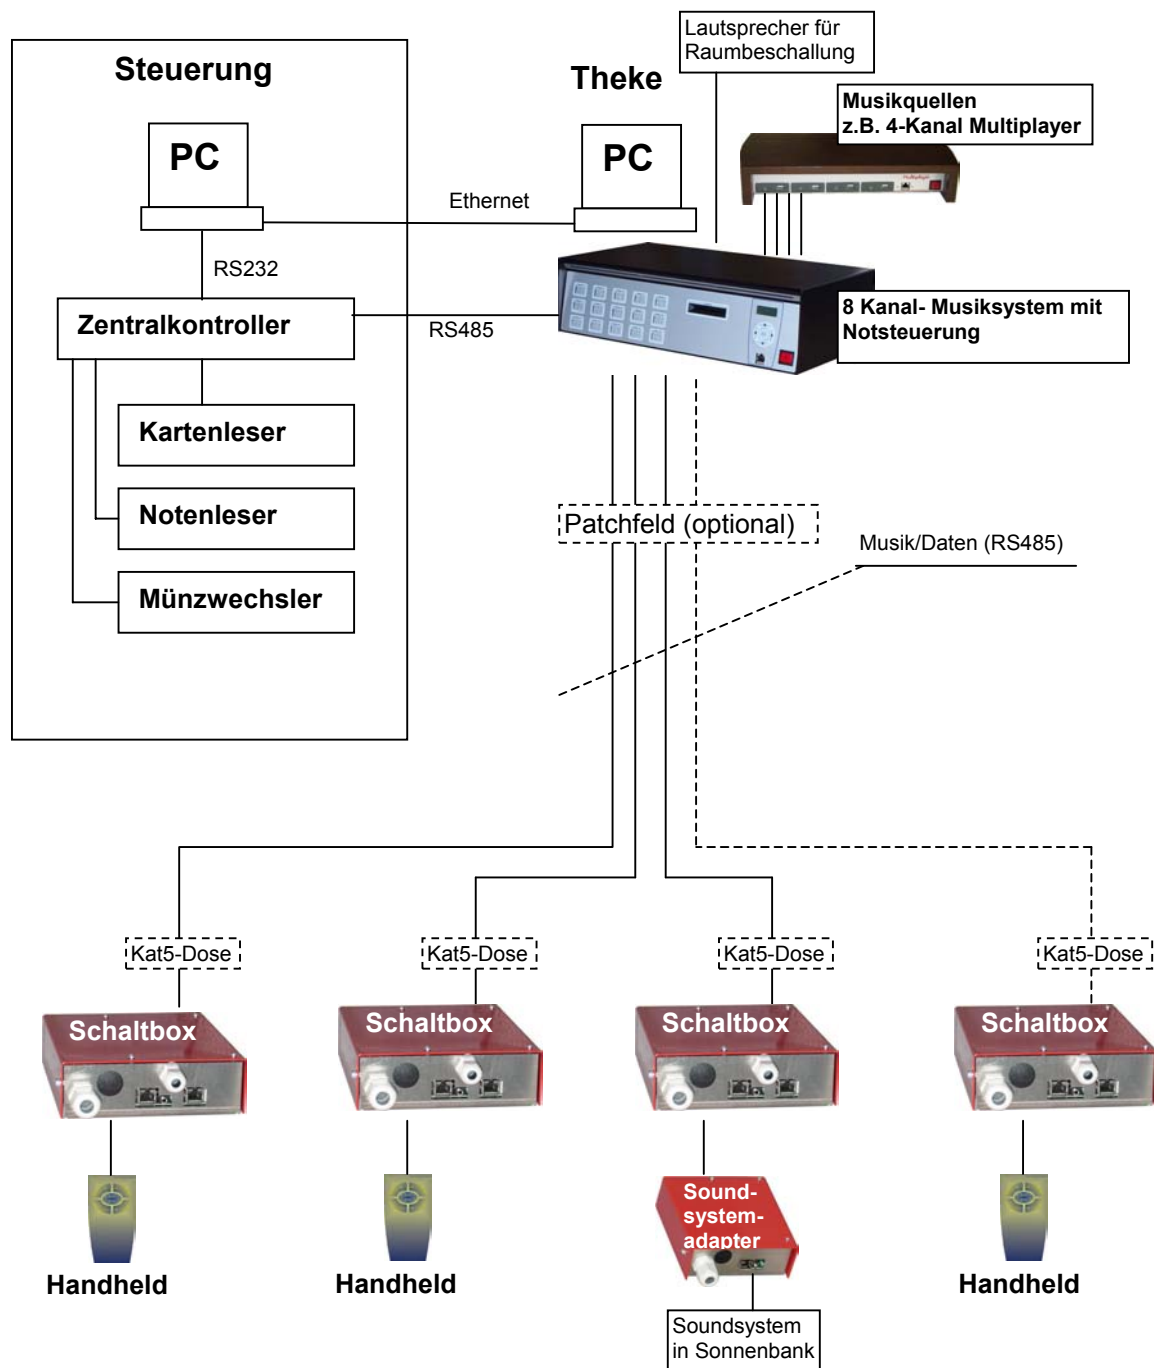 Lautsprecher für
Raumbeschallung
Steuerung
Theke
Musikquellen
z.B. 4-Kanal Multiplayer
PC
PC
Ethernet
RS232
Zentralkontroller
RS485
8 Kanal- Musiksystem mit
Notsteuerung
Kartenleser
Notenleser
Patchfeld (optional)
Musik/Daten (RS485)
Münzwechsler
Kat5-Dose
Kat5-Dose
Kat5-Dose
Kat5-Dose
Schaltbox
Schaltbox
Schaltbox
Schaltbox
Sound-
system-
adapter
Handheld
Handheld
Handheld
Soundsystem
in Sonnenbank